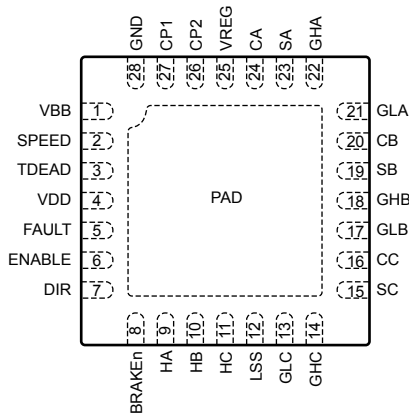 GND
CP1
CP2
VREG
CA
SA
GHA
28
27
26
25
24
23
22
VBB 1
SPEED 2
TDEAD 3
VDD 4
FAULT 5
ENABLE 6
DIR 7
PAD
21 GLA
20 CB
19 SB
18 GHB
17 GLB
16 CC
15 SC
8
9
10
11
12
13
14
BRAKEn
HA
HB
HC
LSS
GLC
GHC